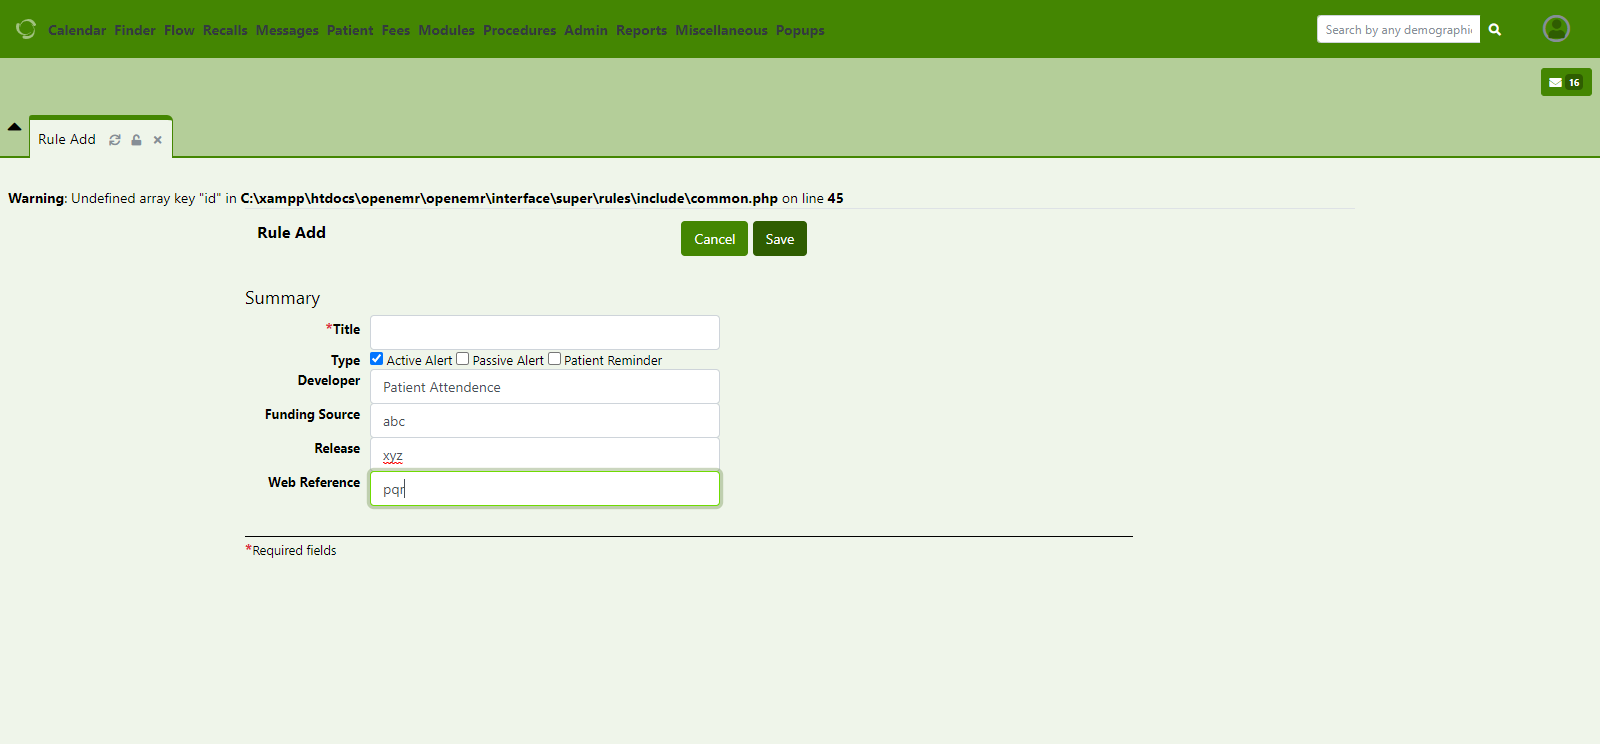 Calendar Finder Flow Recalls Messages Patient Fees Modules Procedures Admin Reports Miscellaneous Popups
Search by any demographi
16
Rule Add
Warning: Undefined array key "id" in C:\xampp\htdocs\openemr\openemr\interface\super\rules\include\common.php on line 45
Rule Add
Cancel
Save
Summary
*Title
Type Active Alert Passive Alert Patient Reminder
Developer Patient Attendence
Funding Source abc
Release xyz
Web Reference pqr
*Required fields